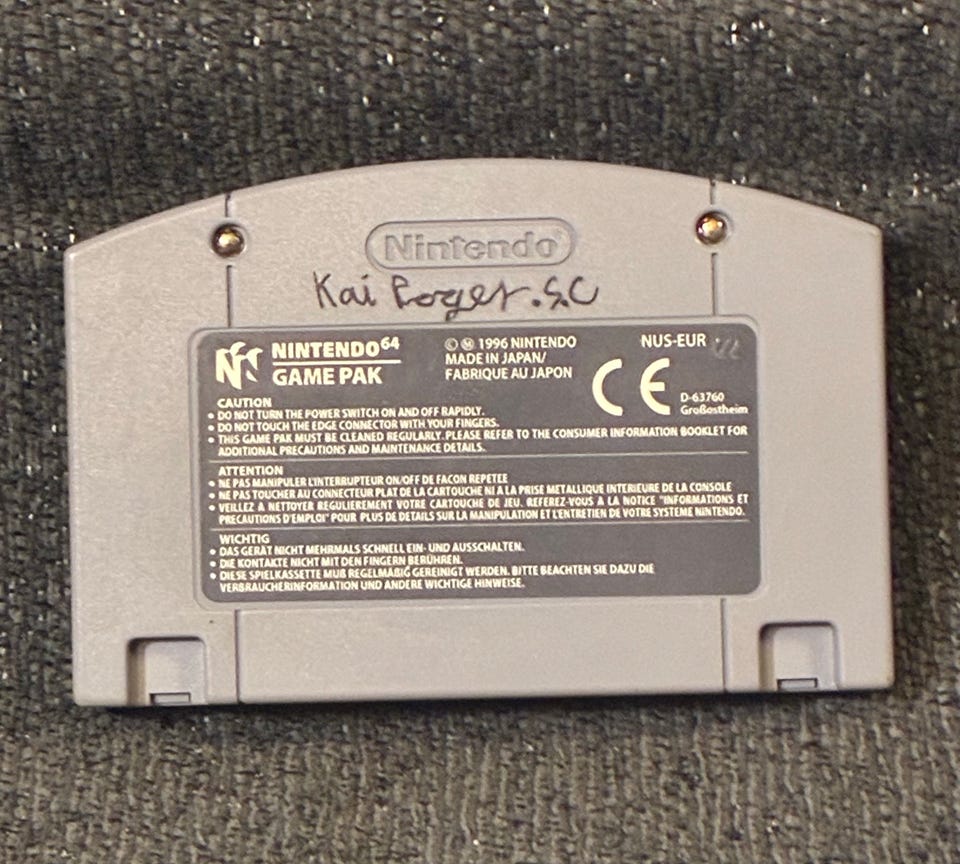 Nintendo®
Kai Roger.S.C
NINTENDO64
GAME PAK
© Ⓜ 1996 NINTENDO
MADE IN JAPAN/
FABRIQUE AU JAPON
NUS-EUR
CE
D-63760
Großostheim
CAUTION
• DO NOT TURN THE POWER SWITCH ON AND OFF RAPIDLY.
• DO NOT TOUCH THE EDGE CONNECTOR WITH YOUR FINGERS.
• THIS GAME PAK MUST BE CLEANED REGULARLY. PLEASE REFER TO THE CONSUMER INFORMATION BOOKLET FOR
ADDITIONAL PRECAUTIONS AND MAINTENANCE DETAILS.
ATTENTION
• NE PAS MANIPULER L'INTERRUPTEUR ON/OFF DE FACON REPETEE
• NE PAS TOUCHER AU CONNECTEUR PLAT DE LA CARTOUCHE NI A LA PRISE METALLIQUE INTERIEURE DE LA CONSOLE
• VEILLEZ À NETTOYER REGULIEREMENT VOTRE CARTOUCHE DE JEU. REFEREZ-VOUS À LA NOTICE "INFORMATIONS ET
PRECAUTIONS D'EMPLOI" POUR PLUS DE DETAILS SUR LA MANIPULATION ET L'ENTRETIEN DE VOTRE SYSTEME NINTENDO.
WICHTIG
• DAS GERÄT NICHT MEHRMALS SCHNELL EIN- UND AUSSCHALTEN.
• DIE KONTAKTE NICHT MIT DEN FINGERN BERÜHREN.
• DIESE SPIELKASSETTE MUß REGELMÄßIG GEREINIGT WERDEN. BITTE BEACHTEN SIE DAZU DIE
VERBRAUCHERINFORMATION UND ANDERE WICHTIGE HINWEISE.